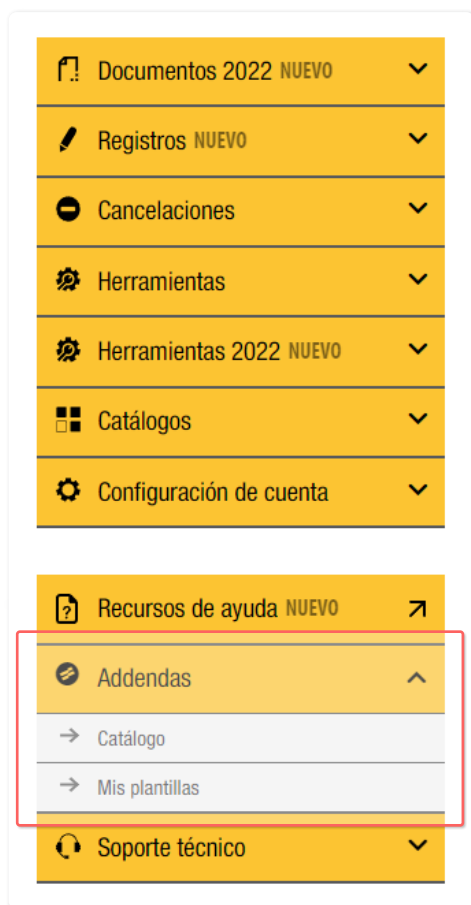 Documentos 2022 NUEVO
Registros NUEVO
Cancelaciones
Herramientas
Herramientas 2022 NUEVO
Catálogos
Configuración de cuenta
Recursos de ayuda NUEVO
Addendas
Catálogo
Mis plantillas
Soporte técnico